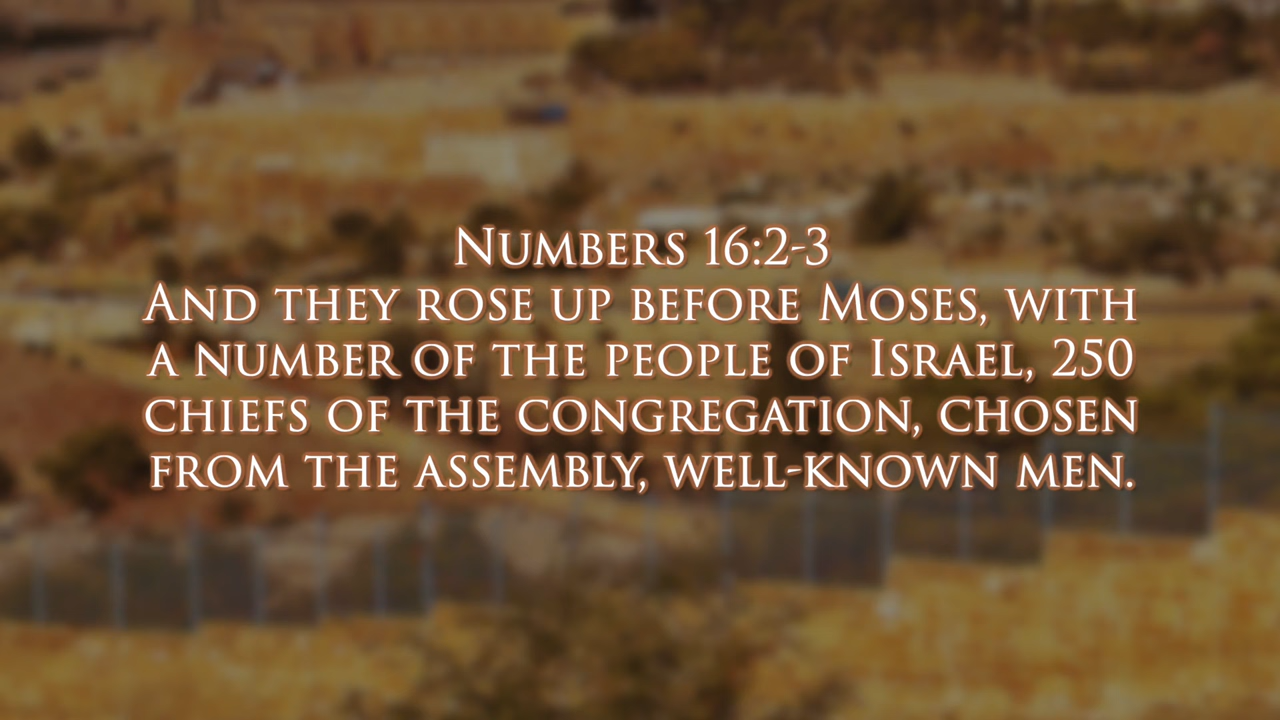 Numbers 16:2-3
And they rose up before Moses, with
a number of the people of Israel, 250
chiefs of the congregation, chosen
from the assembly, well-known men.